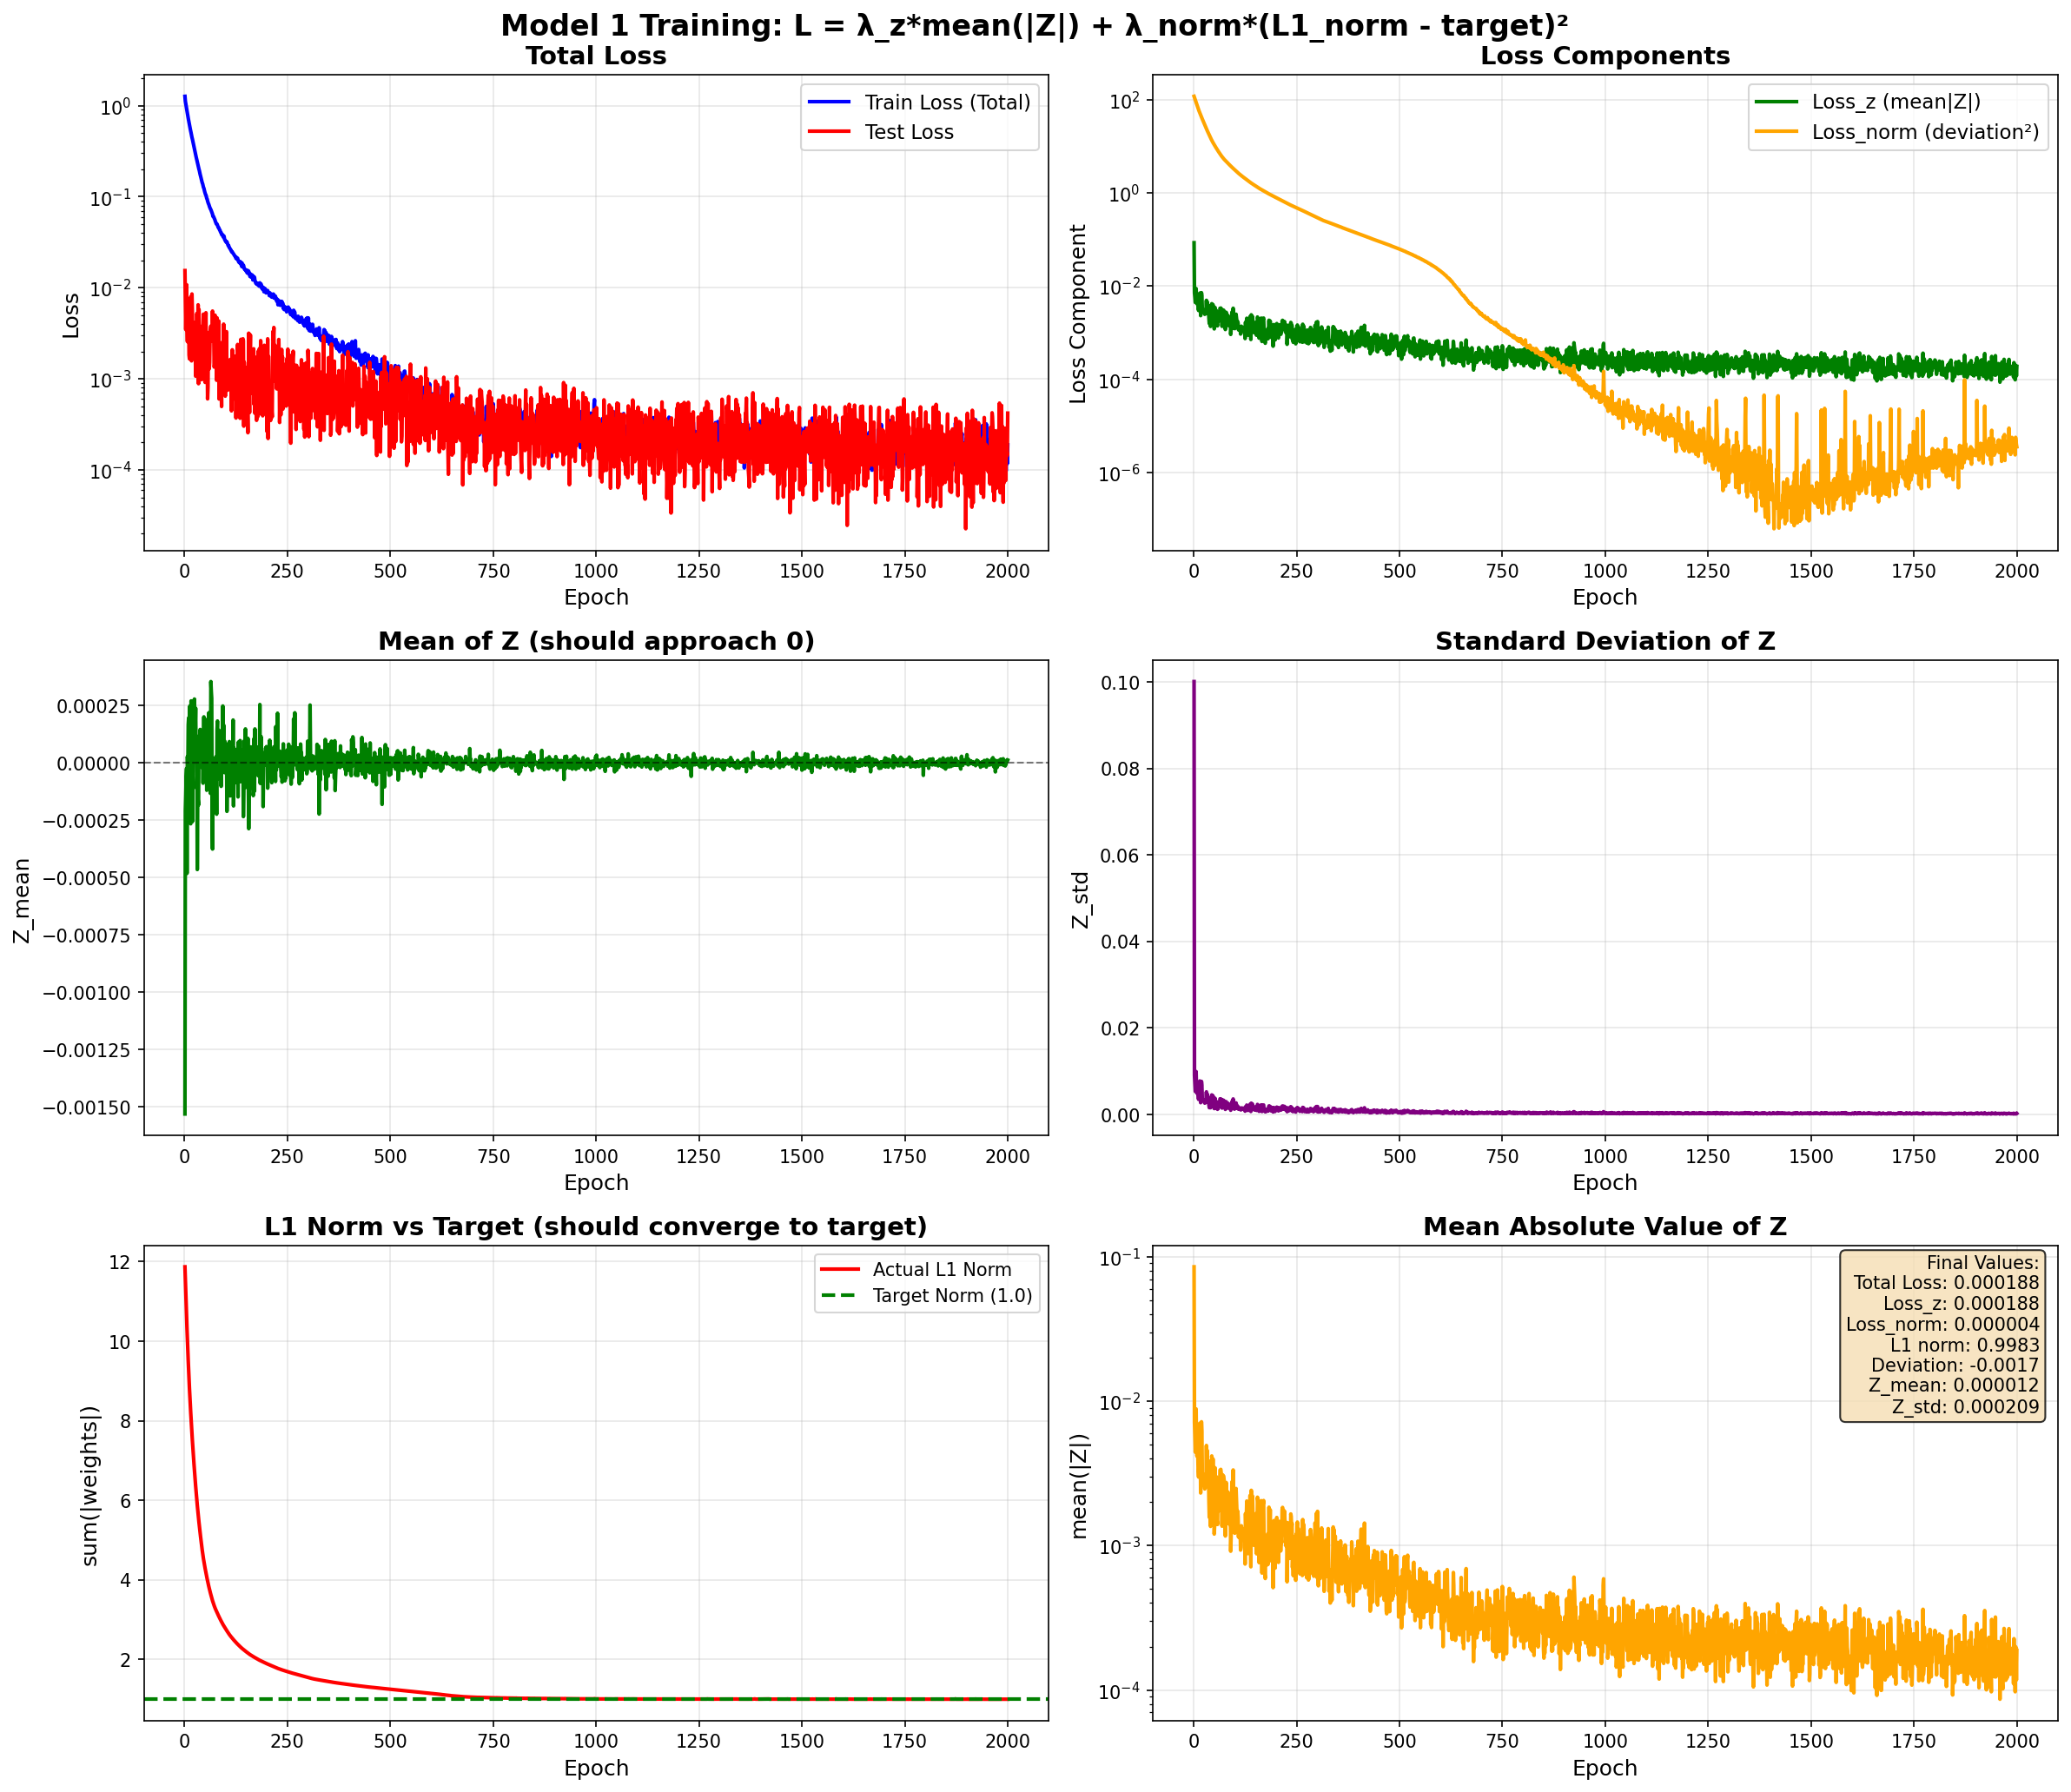 Model 1 Training: L = λ_z*mean(|Z|) + λ_norm*(L1_norm - target)²
Total Loss
Loss
10⁰
10⁻¹
10⁻²
10⁻³
10⁻⁴
Train Loss (Total)
Test Loss
0 250 500 750 1000 1250 1500 1750 2000
Epoch
Loss Components
Loss Component
10²
10⁰
10⁻²
10⁻⁴
10⁻⁶
Loss_z (mean|Z|)
Loss_norm (deviation²)
0 250 500 750 1000 1250 1500 1750 2000
Epoch
Mean of Z (should approach 0)
Z_mean
0.00025
0.00000
−0.00025
−0.00050
−0.00075
−0.00100
−0.00125
−0.00150
0 250 500 750 1000 1250 1500 1750 2000
Epoch
Standard Deviation of Z
Z_std
0.10
0.08
0.06
0.04
0.02
0.00
0 250 500 750 1000 1250 1500 1750 2000
Epoch
L1 Norm vs Target (should converge to target)
sum(|weights|)
12
10
8
6
4
2
Actual L1 Norm
Target Norm (1.0)
0 250 500 750 1000 1250 1500 1750 2000
Epoch
Mean Absolute Value of Z
mean(|Z|)
10⁻¹
10⁻²
10⁻³
10⁻⁴
Final Values:
Total Loss: 0.000188
Loss_z: 0.000188
Loss_norm: 0.000004
L1 norm: 0.9983
Deviation: -0.0017
Z_mean: 0.000012
Z_std: 0.000209
0 250 500 750 1000 1250 1500 1750 2000
Epoch